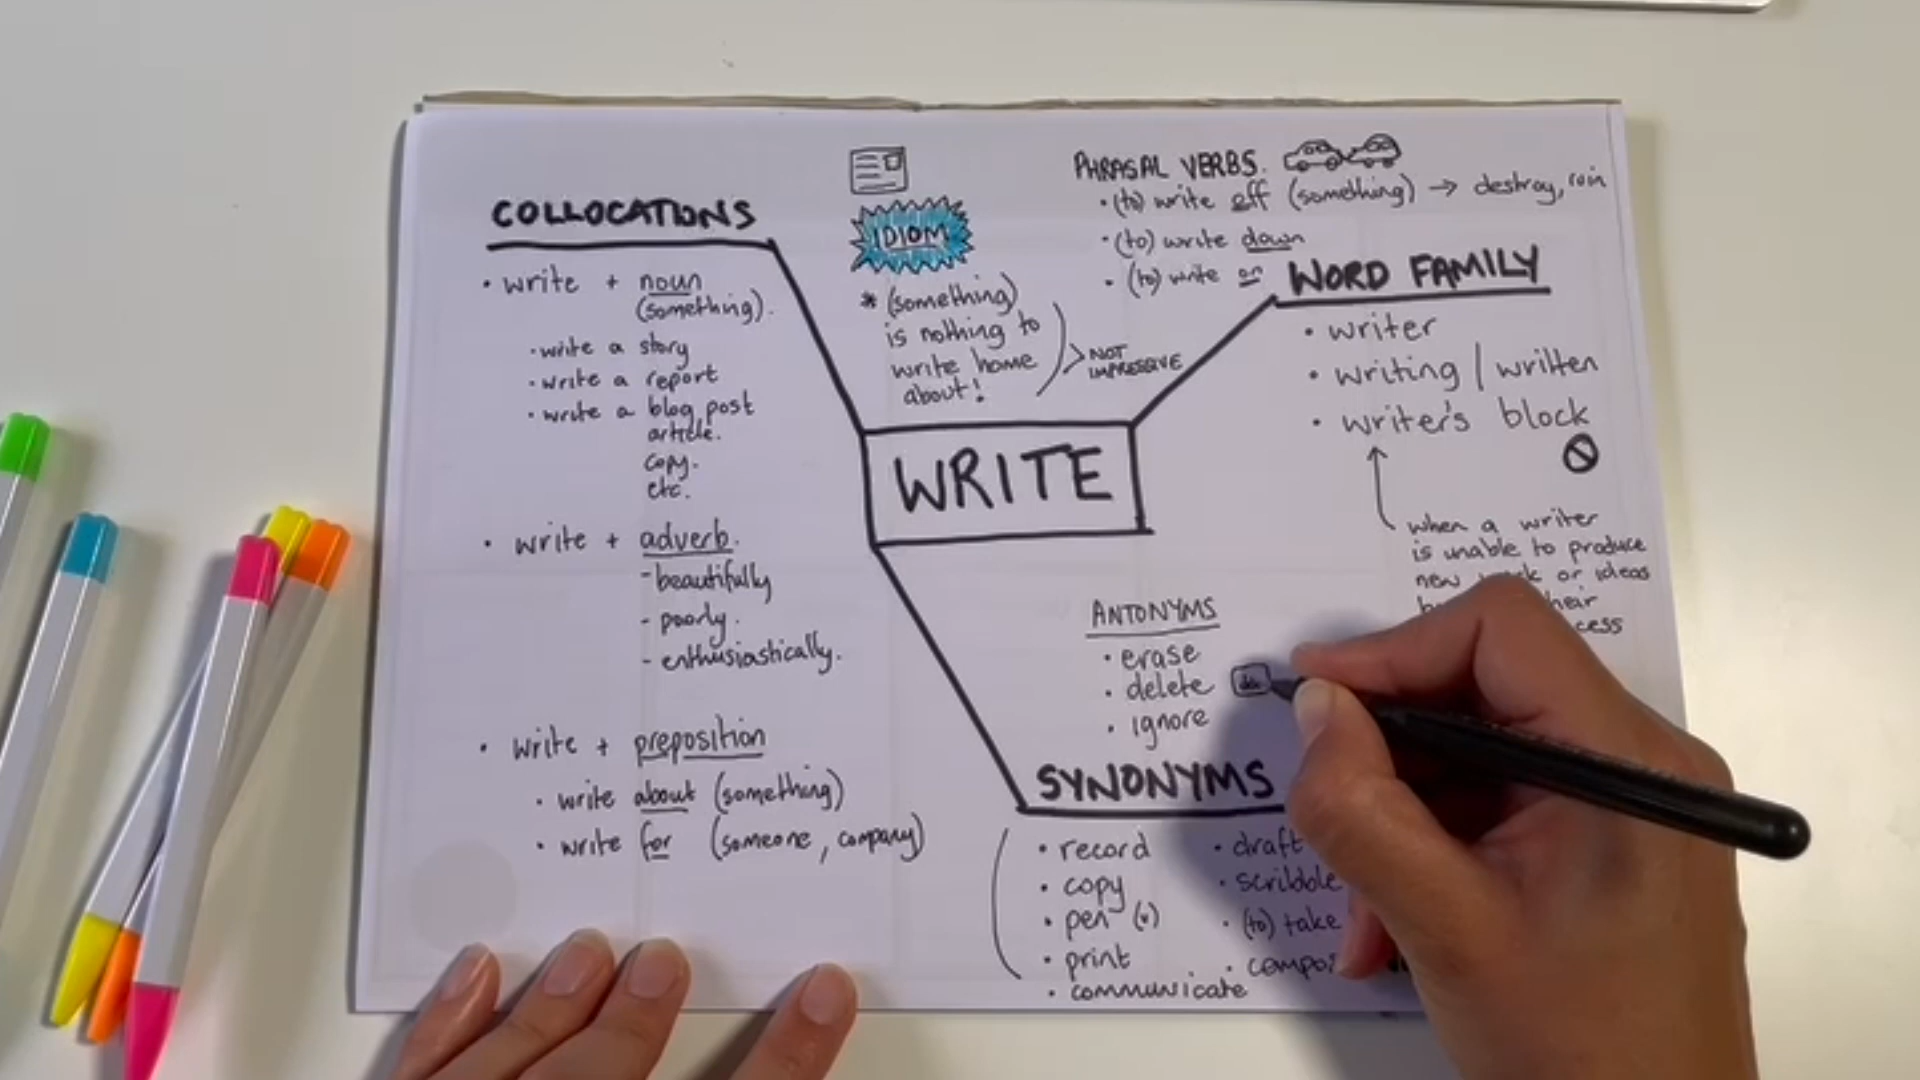 COLLOCATIONS
• write + noun
(something).
• write a story
• write a report
• write a blog post
article.
copy.
etc.
• write + adverb.
- beautifully
- poorly.
- enthusiastically.
• write + preposition
• write about (something)
• write for (someone, company)
IDIOM
* (something)
is nothing to
write home
about!
NOT
IMPRESSIVE
PHRASAL VERBS.
• (to) write off (something) → destroy, ruin
• (to) write down
• (to) write on
WORD FAMILY
• writer
• writing / written
• writer's block
when a writer
is unable to produce
new or ideas
WRITE
ANTONYMS
• erase
• delete
• ignore
SYNONYMS
• record
• copy
• pen (v)
• print
• communicate
• draft
• scribble
• (to) take